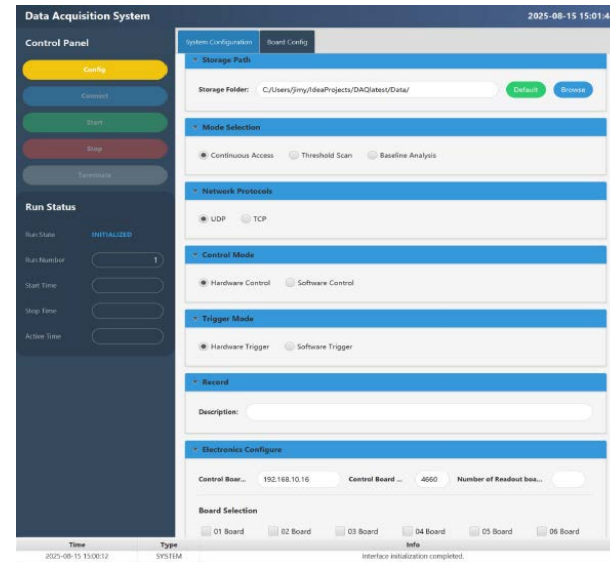 Data Acquisition System 2025-08-15 15:01:4
Control Panel
Config
Connect
Start
Stop
Terminate
Run Status
Run State INITIALIZED
Run Number 1
Start Time
Stop Time
Active Time
System Configuration Board Config
Storage Path
Storage Folder: C:/Users/jimy/IdeaProjects/DAQlatest/Data/ Default Browse
Mode Selection
Continuous Access Threshold Scan Baseline Analysis
Network Protocols
UDP TCP
Control Mode
Hardware Control Software Control
Trigger Mode
Hardware Trigger Software Trigger
Record
Description:
Electronics Configure
Control Boar... 192.168.10.16 Control Board ... 4660 Number of Readout boa...
Board Selection
01 Board 02 Board 03 Board 04 Board 05 Board 06 Board
Time Type Info
2025-08-15 15:00:12 SYSTEM Interface initialization completed.